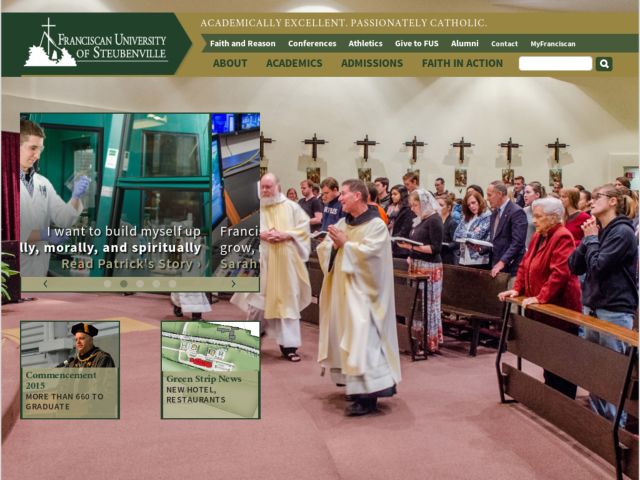 ACADEMICALLY EXCELLENT. PASSIONATELY CATHOLIC.
FRANCISCAN UNIVERSITY
OF STEUBENVILLE
Faith and Reason Conferences Athletics Give to FUS Alumni Contact MyFranciscan
ABOUT ACADEMICS ADMISSIONS FAITH IN ACTION
I want to build myself up
lly, morally, and spiritually
Read Patrick's Story ›
Franci
grow,
Sarah'
Commencement
2015
MORE THAN 660 TO
GRADUATE
Green Strip News
NEW HOTEL,
RESTAURANTS